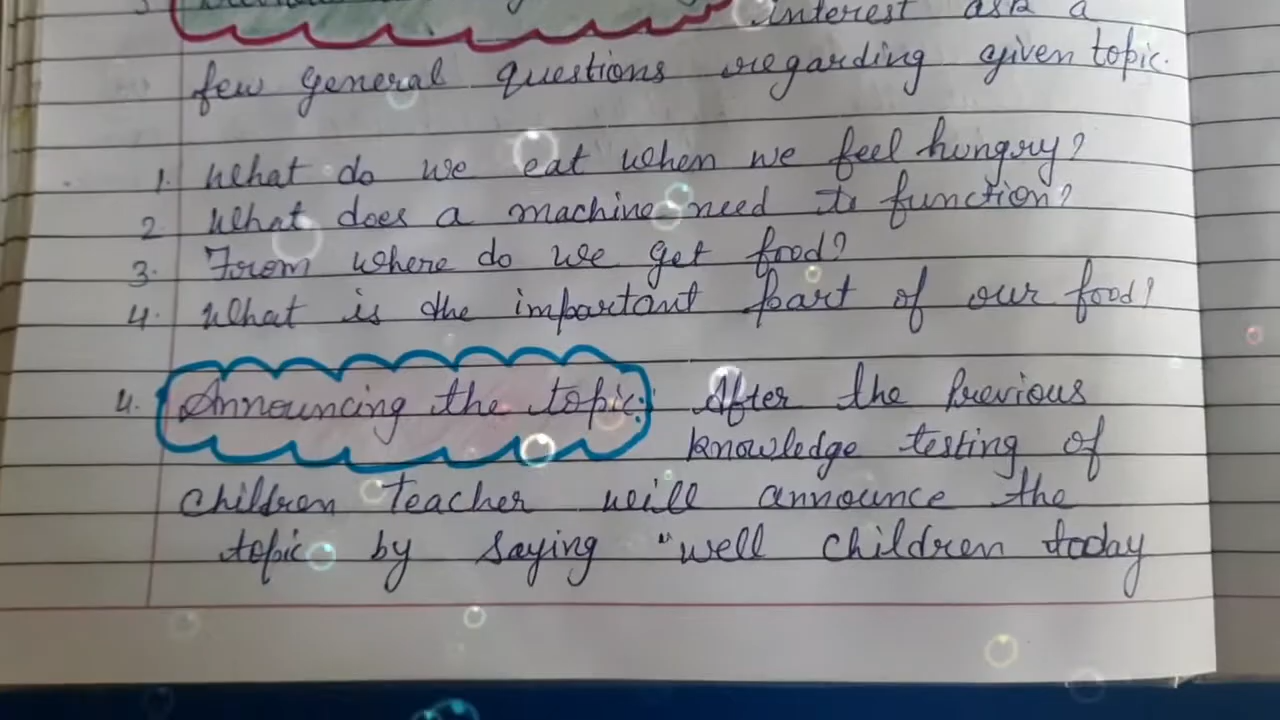 interest ask a
few general questions regarding given topic.
1. What do we eat when we feel hungry?
2. What does a machine need to function?
3. From where do we get food?
4. What is the important part of our food?
4. Announcing the topic: After the Previous
knowledge testing of
children teacher will announce the
topic by saying "well children today